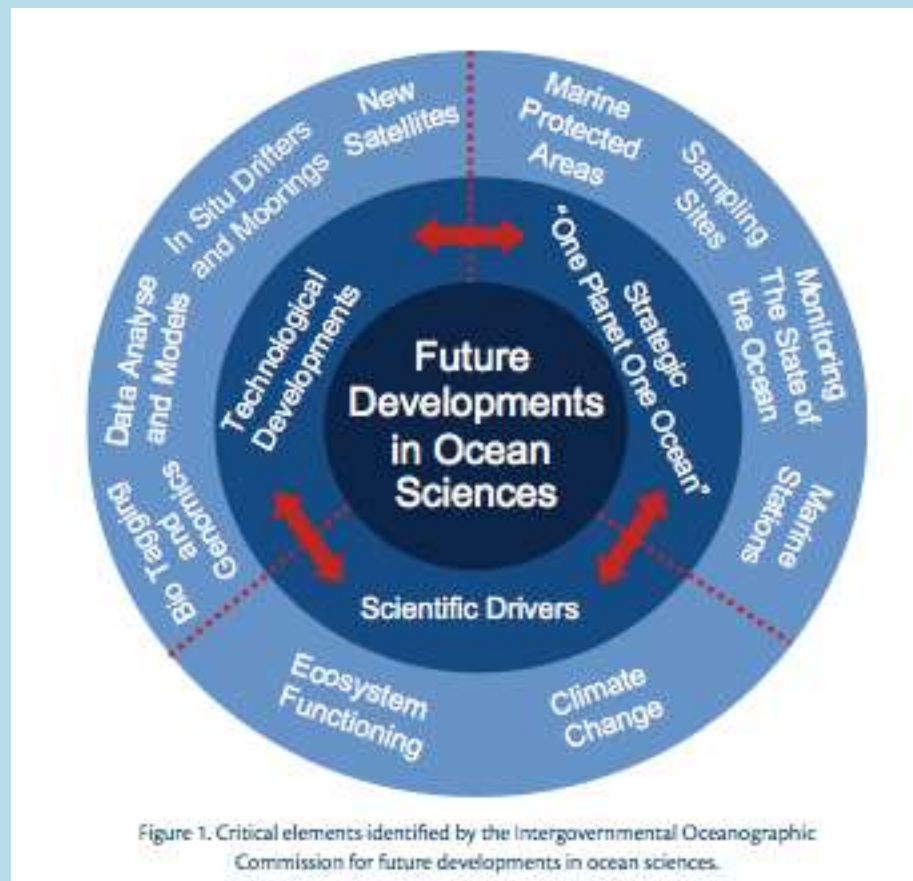 New
Satellites
In Situ Drifters
and Moorings
Data Analyse
and Models
Bio Tagging
and
Genomics
Marine
Protected
Areas
Sampling
Sites
Monitoring
The State of
the Ocean
Marine
Stations
Technological
Developments
Strategic
"One Planet One Ocean"
Scientific Drivers
Future
Developments
in Ocean
Sciences
Ecosystem
Functioning
Climate
Change
Figure 1. Critical elements identified by the Intergovernmental Oceanographic
Commission for future developments in ocean sciences.